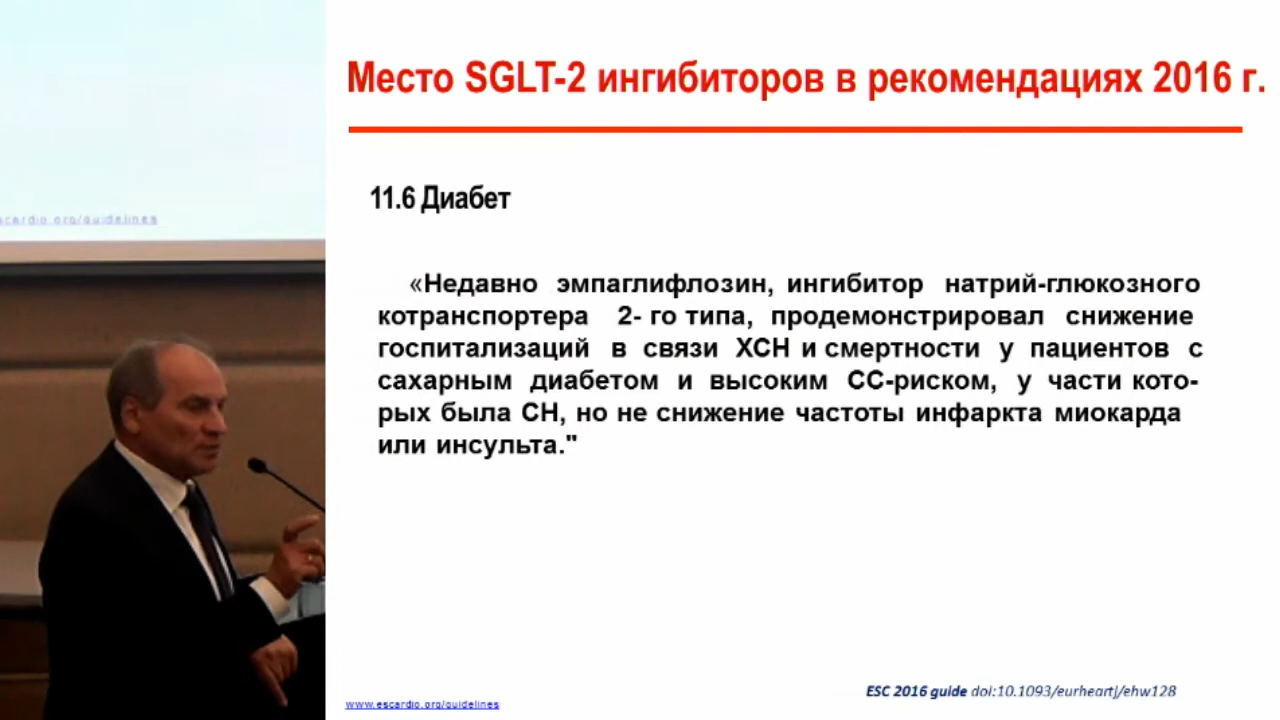 Место SGLT-2 ингибиторов в рекомендациях 2016 г.
11.6 Диабет
«Недавно эмпаглифлозин, ингибитор натрий-глюкозного
котранспортера 2- го типа, продемонстрировал снижение
госпитализаций в связи ХСН и смертности у пациентов с
сахарным диабетом и высоким СС-риском, у части кото-
рых была СН, но не снижение частоты инфаркта миокарда
или инсульта."
ESC 2016 guide doi:10.1093/eurheartj/ehw128
www.escardio.org/guidelines
scardio.org/guidelines